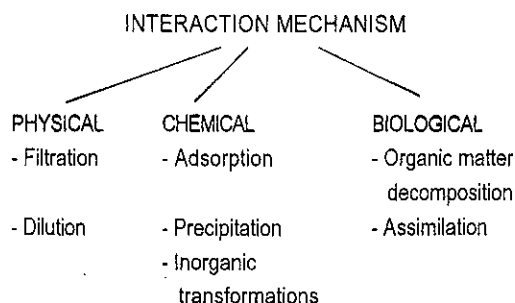 INTERACTION MECHANISM
PHYSICAL
- Filtration
- Dilution
CHEMICAL
- Adsorption
- Precipitation
- Inorganic
transformations
BIOLOGICAL
- Organic matter
decomposition
- Assimilation